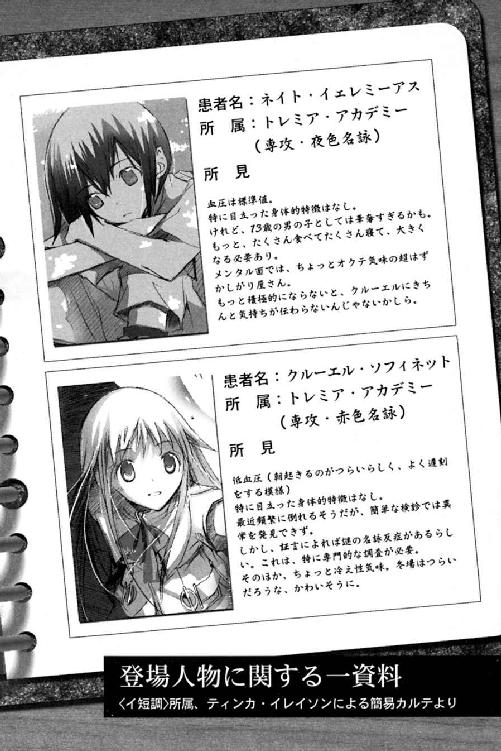 患者名：ネイト・イェレミーアス
所　属：トレミア・アカデミー
（専攻・夜色名詠）
所　見
血圧は標準値。
特に目立った身体的特徴はなし。
けれど、13歳の男の子としては華奢すぎるかも。
もっと、たくさん食べてたくさん寝て、大きく
なる必要あり。
メンタル面では、ちょっとオクテ気味の超はず
かしがり屋さん。
もっと積極的にならないと、クルーエルにきち
んと気持ちが伝わらないんじゃないかしら。
患者名：クルーエル・ソフィネット
所　属：トレミア・アカデミー
（専攻・赤色名詠）
所　見
低血圧（朝起きるのがつらいらしく、よく遅刻
をする模様）
特に目立った身体的特徴はなし。
最近頻繁に倒れるそうだが、簡単な検診では異
常を発見できず。
しかし、証言によれば謎の名詠反応があるらし
い。これは、特に専門的な調査が必要。
そのほか、ちょっと冷え性気味。冬場はつらい
だろうな、かわいそうに。
登場人物に関する一資料
〈イ短調〉所属、ティンカ・イレイソンによる簡易カルテより